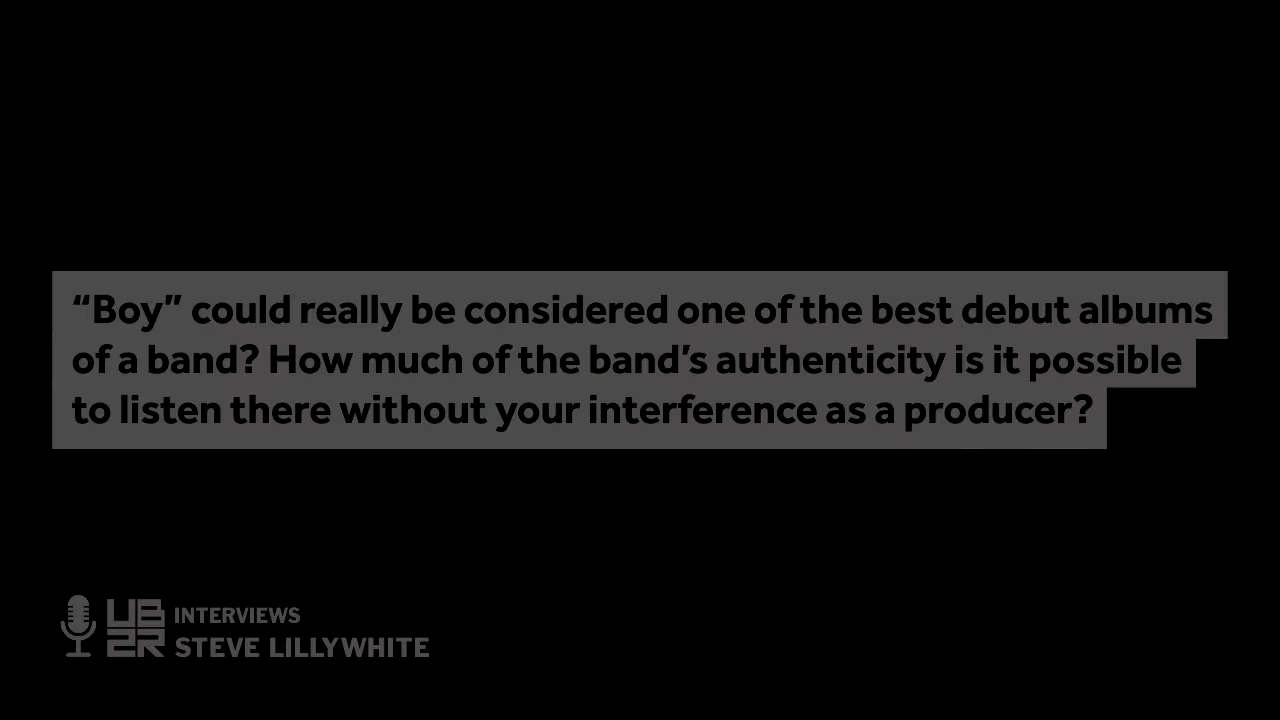 “Boy” could really be considered one of the best debut albums
of a band? How much of the band’s authenticity is it possible
to listen there without your interference as a producer?
UB
2R
INTERVIEWS
STEVE LILLYWHITE